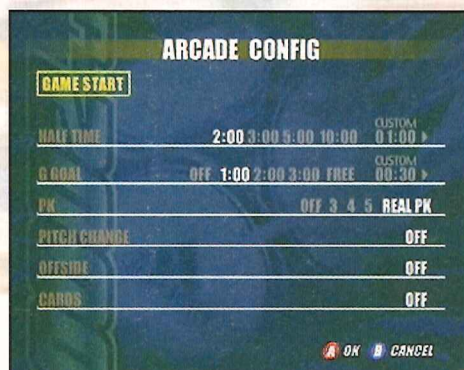 ARCADE CONFIG
GAME START
HALF TIME 2:00 3:00 5:00 10:00 CUSTOM 01:00
G GOAL OFF 1:00 2:00 3:00 FREE CUSTOM 00:30
PK OFF 3 4 5 REAL PK
PITCH CHANGE OFF
OFFSIDE OFF
CARDS OFF
A OK B CANCEL